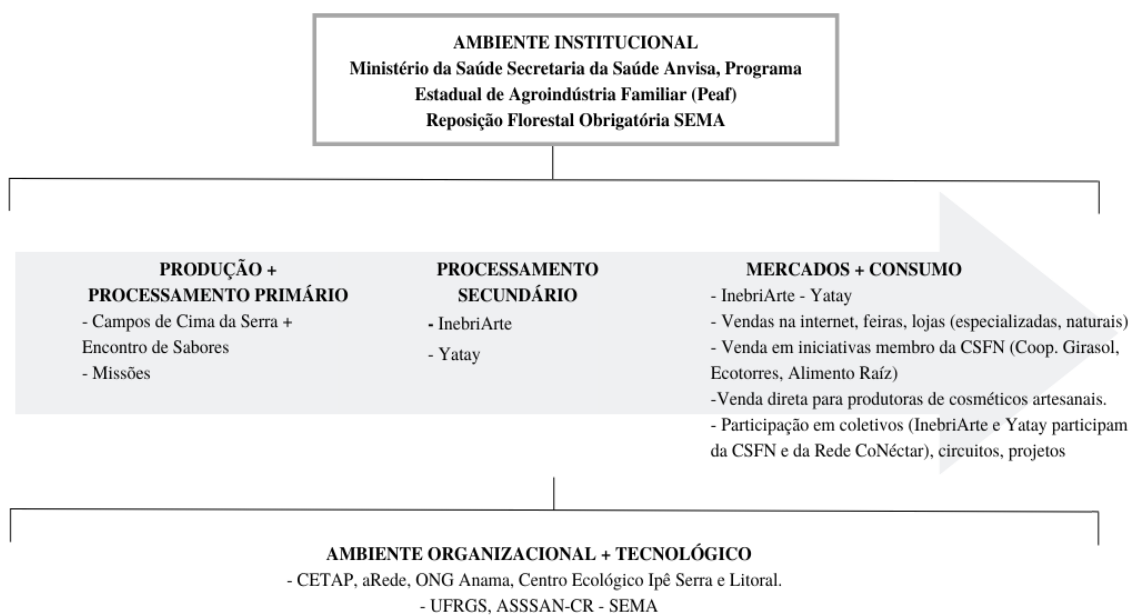 AMBIENTE INSTITUCIONAL
Ministério da Saúde Secretaria da Saúde Anvisa, Programa
Estadual de Agroindústria Familiar (Peaf)
Reposição Florestal Obrigatória SEMA
PRODUÇÃO +
PROCESSAMENTO PRIMÁRIO
- Campos de Cima da Serra +
Encontro de Sabores
- Missões
PROCESSAMENTO
SECUNDÁRIO
- InebriArte
- Yatay
MERCADOS + CONSUMO
- InebriArte - Yatay
- Vendas na internet, feiras, lojas (especializadas, naturais)
- Venda em iniciativas membro da CSFN (Coop. Girasol,
Ecotorres, Alimento Raíz)
-Venda direta para produtoras de cosméticos artesanais.
- Participação em coletivos (InebriArte e Yatay participam
da CSFN e da Rede CoNéctar), circuitos, projetos
AMBIENTE ORGANIZACIONAL + TECNOLÓGICO
- CETAP, aRede, ONG Anama, Centro Ecológico Ipê Serra e Litoral.
- UFRGS, ASSSAN-CR - SEMA